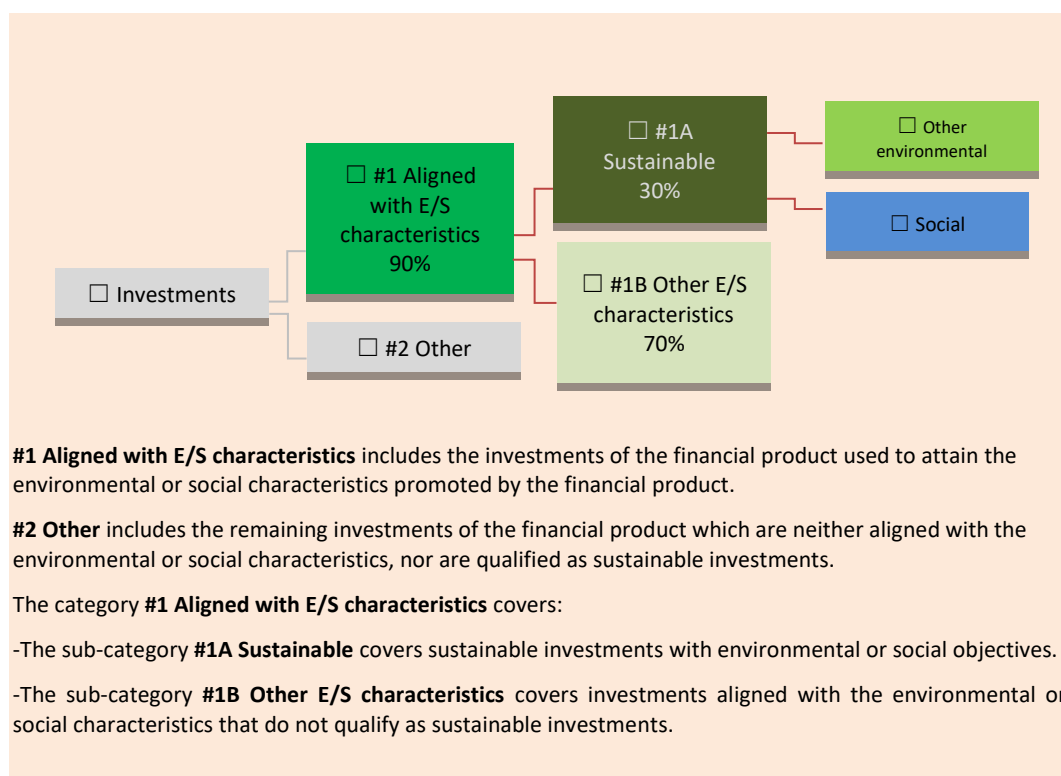 ☐ #1A
Sustainable
30%
☐ Other
environmental
☐ #1 Aligned
with E/S
characteristics
90%
☐ Social
☐ Investments
☐ #1B Other E/S
characteristics
70%
☐ #2 Other
#1 Aligned with E/S characteristics includes the investments of the financial product used to attain the
environmental or social characteristics promoted by the financial product.
#2 Other includes the remaining investments of the financial product which are neither aligned with the
environmental or social characteristics, nor are qualified as sustainable investments.
The category #1 Aligned with E/S characteristics covers:
-The sub-category #1A Sustainable covers sustainable investments with environmental or social objectives.
-The sub-category #1B Other E/S characteristics covers investments aligned with the environmental or
social characteristics that do not qualify as sustainable investments.